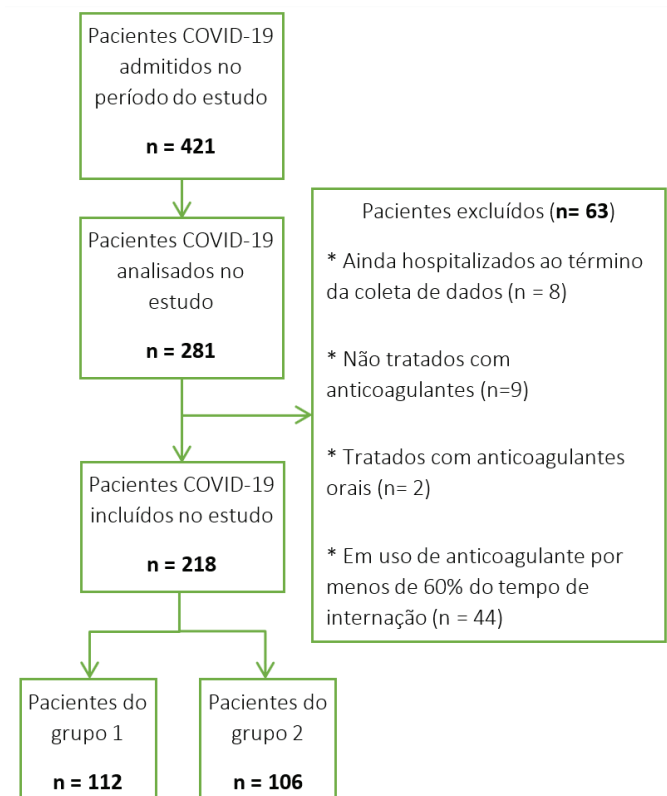 Pacientes COVID-19
admitidos no
período do estudo
n = 421
Pacientes COVID-19
analisados no
estudo
n = 281
Pacientes excluídos (n= 63)
* Ainda hospitalizados ao término
da coleta de dados (n = 8)
* Não tratados com
anticoagulantes (n=9)
* Tratados com anticoagulantes
orais (n= 2)
* Em uso de anticoagulante por
menos de 60% do tempo de
internação (n = 44)
Pacientes COVID-19
incluídos no estudo
n = 218
Pacientes do
grupo 1
n = 112
Pacientes do
grupo 2
n = 106